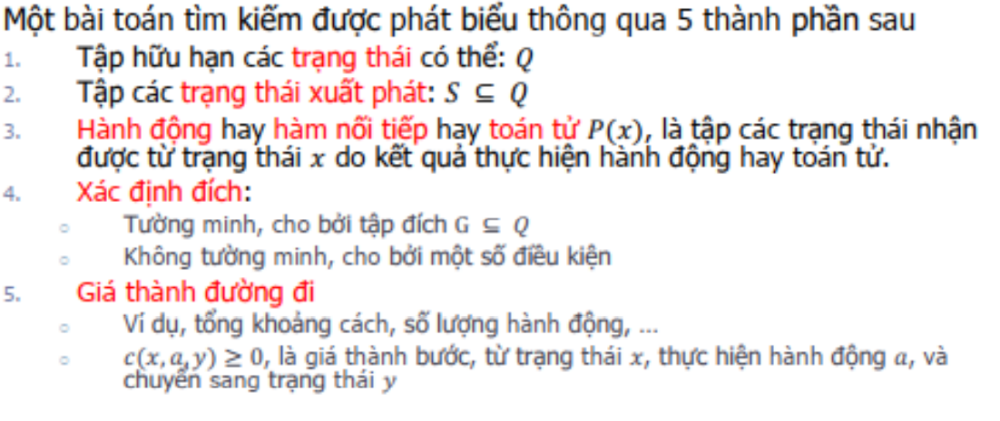 Một bài toán tìm kiếm được phát biểu thông qua 5 thành phần sau
1. Tập hữu hạn các trạng thái có thể: Q
2. Tập các trạng thái xuất phát: S ⊆ Q
3. Hành động hay hàm nối tiếp hay toán tử P(x), là tập các trạng thái nhận
được từ trạng thái x do kết quả thực hiện hành động hay toán tử.
4. Xác định đích:
○ Tường minh, cho bởi tập đích G ⊆ Q
○ Không tường minh, cho bởi một số điều kiện
5. Giá thành đường đi
○ Ví dụ, tổng khoảng cách, số lượng hành động, ...
○ c(x, a, y) ≥ 0, là giá thành bước, từ trạng thái x, thực hiện hành động a, và
chuyển sang trạng thái y